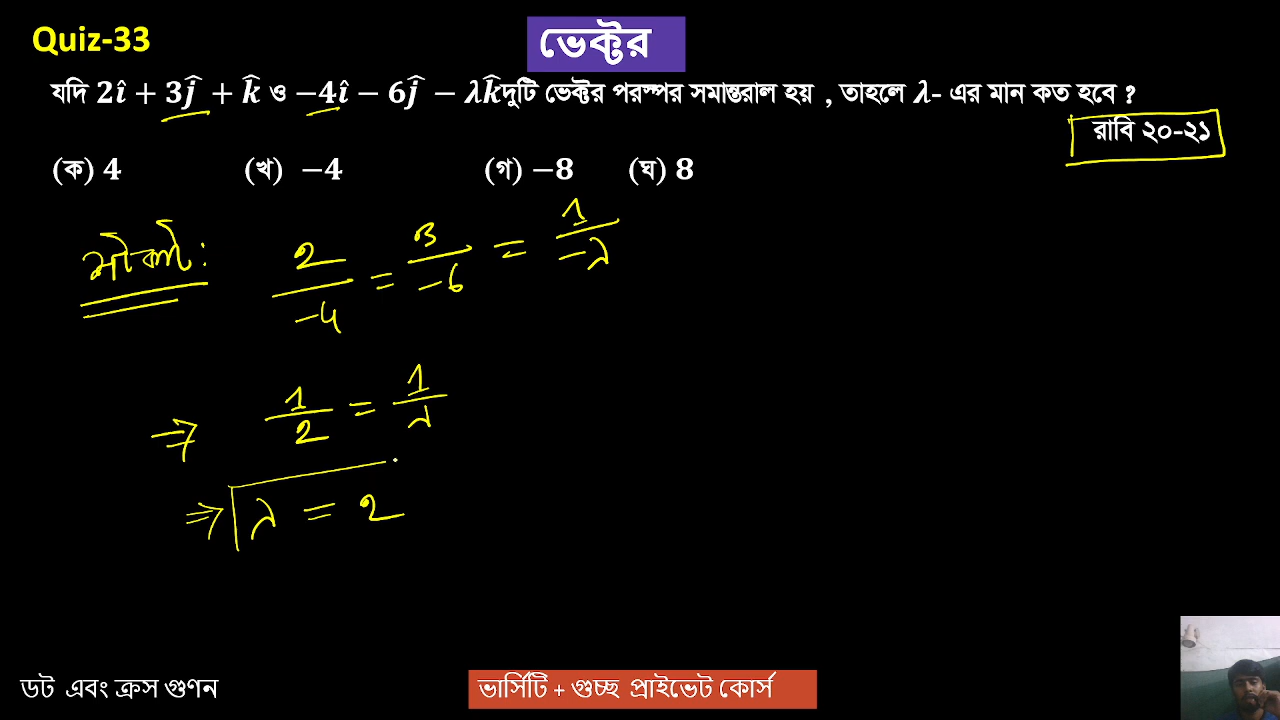 Quiz-33
ভেক্টর
যদি 2î + 3ĵ + k̂ ও −4î − 6ĵ − λk̂দুটি ভেক্টর পরস্পর সমান্তরাল হয় , তাহলে λ- এর মান কত হবে ?
রাবি ২০-২১
(ক) 4 (খ) −4 (গ) −8 (ঘ) 8
2/-4 = 3/-6 = 1/-λ
⇒ 1/2 = 1/λ
⇒ λ = 2
ডট এবং ক্রস গুণন
ভার্সিটি + গুচ্ছ প্রাইভেট কোর্স